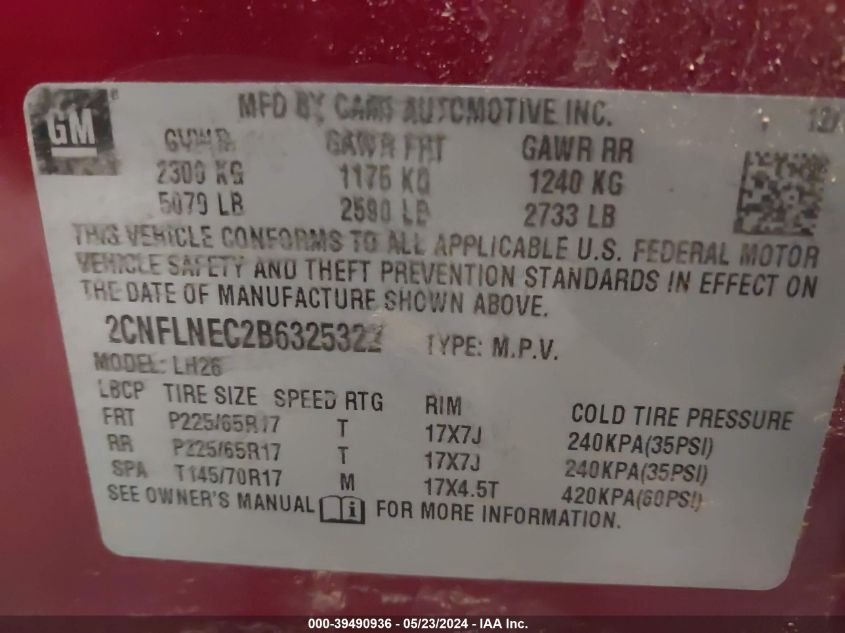 GM
MFD BY CAMI AUTOMOTIVE INC. 12/
GVWR GAWR FRT GAWR RR
2300 KG 1175 KG 1240 KG
5070 LB 2590 LB 2733 LB
THIS VEHICLE CONFORMS TO ALL APPLICABLE U.S. FEDERAL MOTOR
VEHICLE SAFETY AND THEFT PREVENTION STANDARDS IN EFFECT ON
THE DATE OF MANUFACTURE SHOWN ABOVE.
2CNFLNEC2B6325322 TYPE: M.P.V.
MODEL: LH26
LBCP TIRE SIZE SPEED RTG RIM COLD TIRE PRESSURE
FRT P225/65R17 T 17X7J 240KPA(35PSI)
RR P225/65R17 T 17X7J 240KPA(35PSI)
SPA T145/70R17 M 17X4.5T 420KPA(60PSI)
SEE OWNER'S MANUAL FOR MORE INFORMATION.
000-39490936 - 05/23/2024 - IAA Inc.